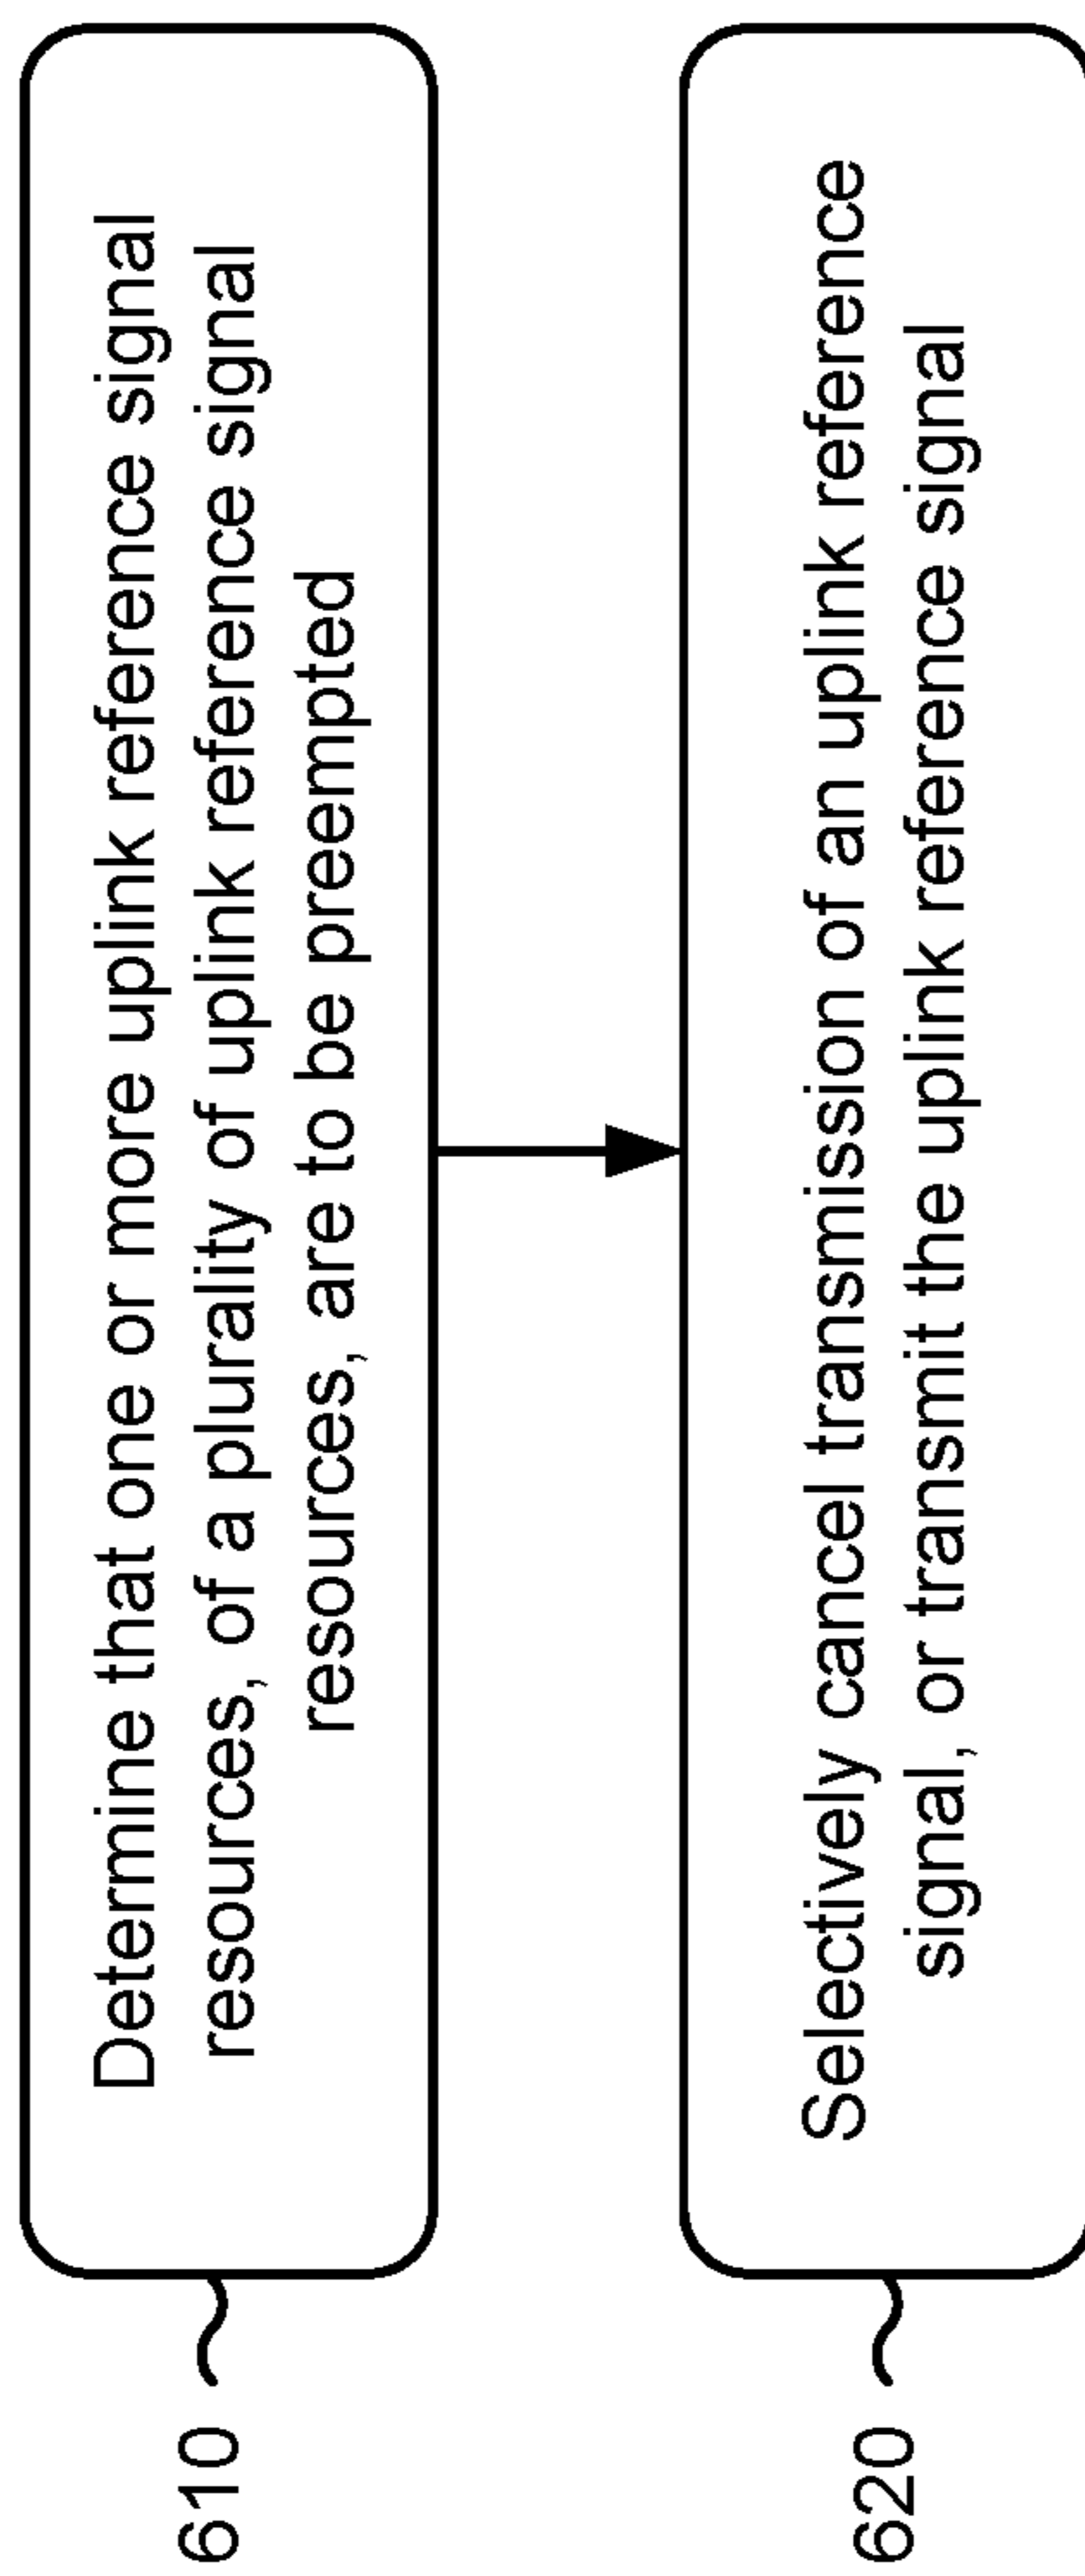 610
Determine that one or more uplink reference signal
resources, of a plurality of uplink reference signal
resources, are to be preempted
620
Selectively cancel transmission of an uplink reference
signal, or transmit the uplink reference signal